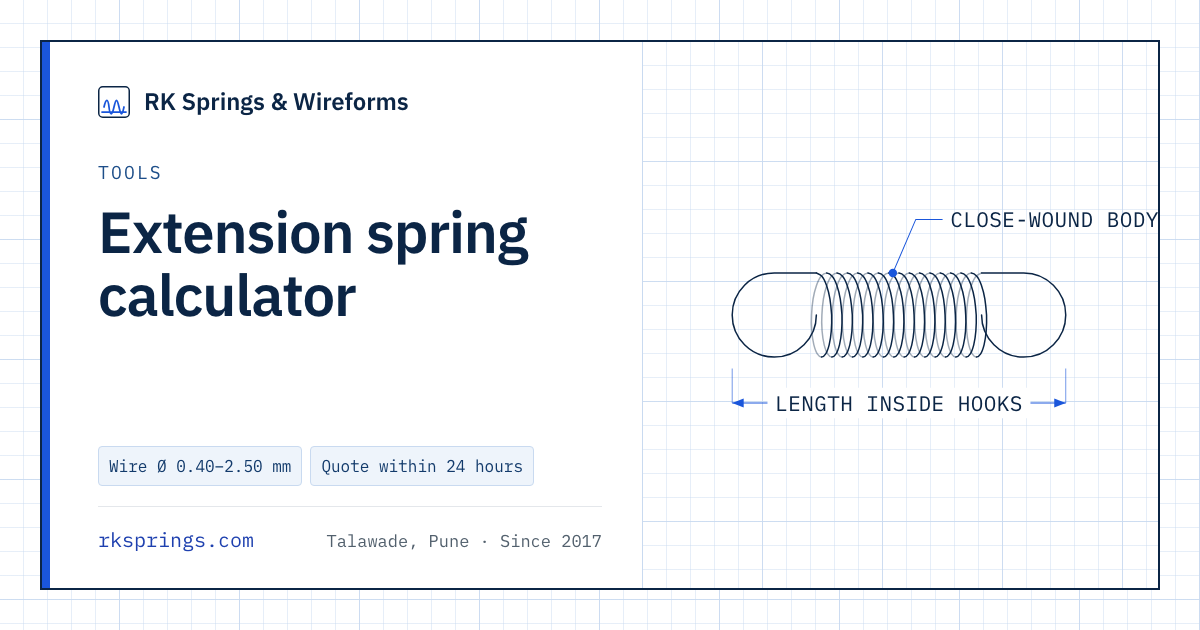 RK Springs & Wireforms
TOOLS
Extension spring
calculator
Wire Ø 0.40–2.50 mm
Quote within 24 hours
rksprings.com
Talawade, Pune · Since 2017
CLOSE-WOUND BODY
LENGTH INSIDE HOOKS